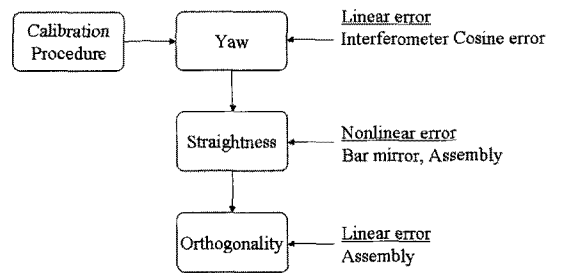 Calibration
Procedure
Yaw
Linear error
Interferometer Cosine error
Straightness
Nonlinear error
Bar mirror, Assembly
Orthogonality
Linear error
Assembly